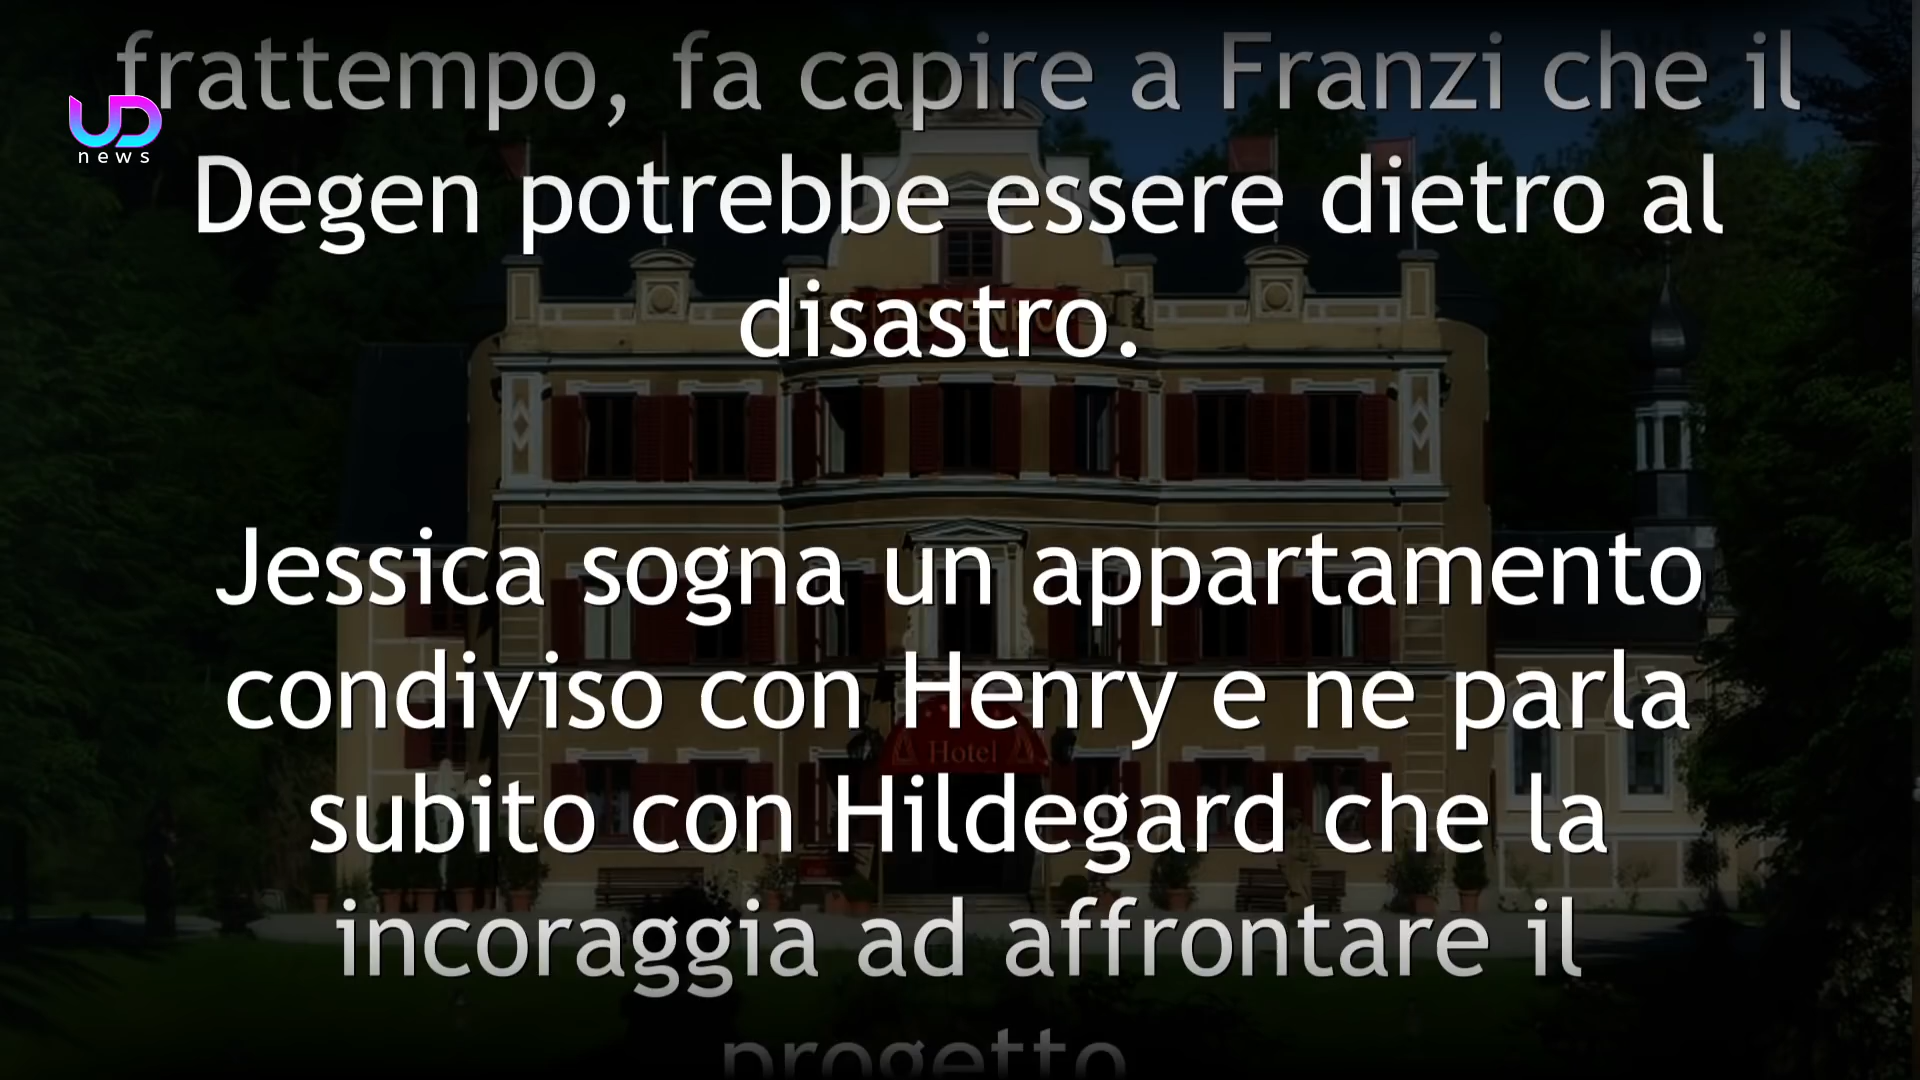 frattempo, fa capire a Franzi che il
UD
news
Degen potrebbe essere dietro al
disastro.
Jessica sogna un appartamento
condiviso con Henry e ne parla
Hotel
subito con Hildegard che la
incoraggia ad affrontare il
progetto